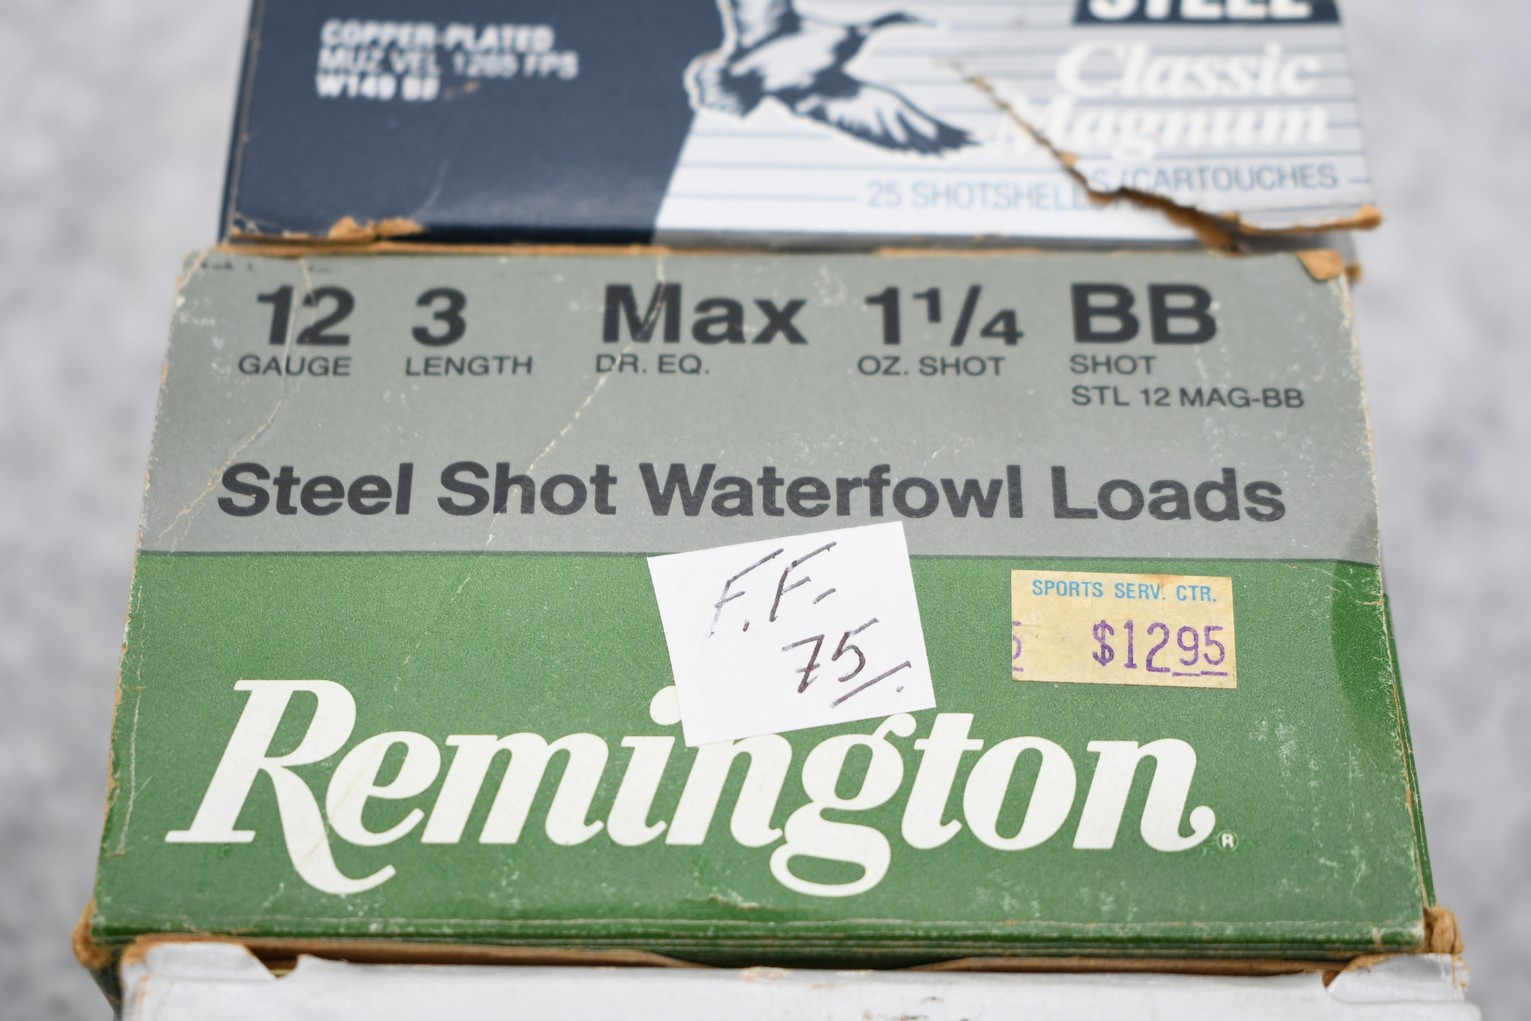 STEEL
COPPER-PLATED
MUZ VEL 1265 FPS
Classic
Magnum
25 SHOTSHELLS/CARTOUCHES
12 3 Max 1 1/4 BB
GAUGE LENGTH DR. EQ. OZ. SHOT SHOT
STL 12 MAG-BB
Steel Shot Waterfowl Loads
F.F.
75
SPORTS SERV. CTR.
$12.95
Remington®